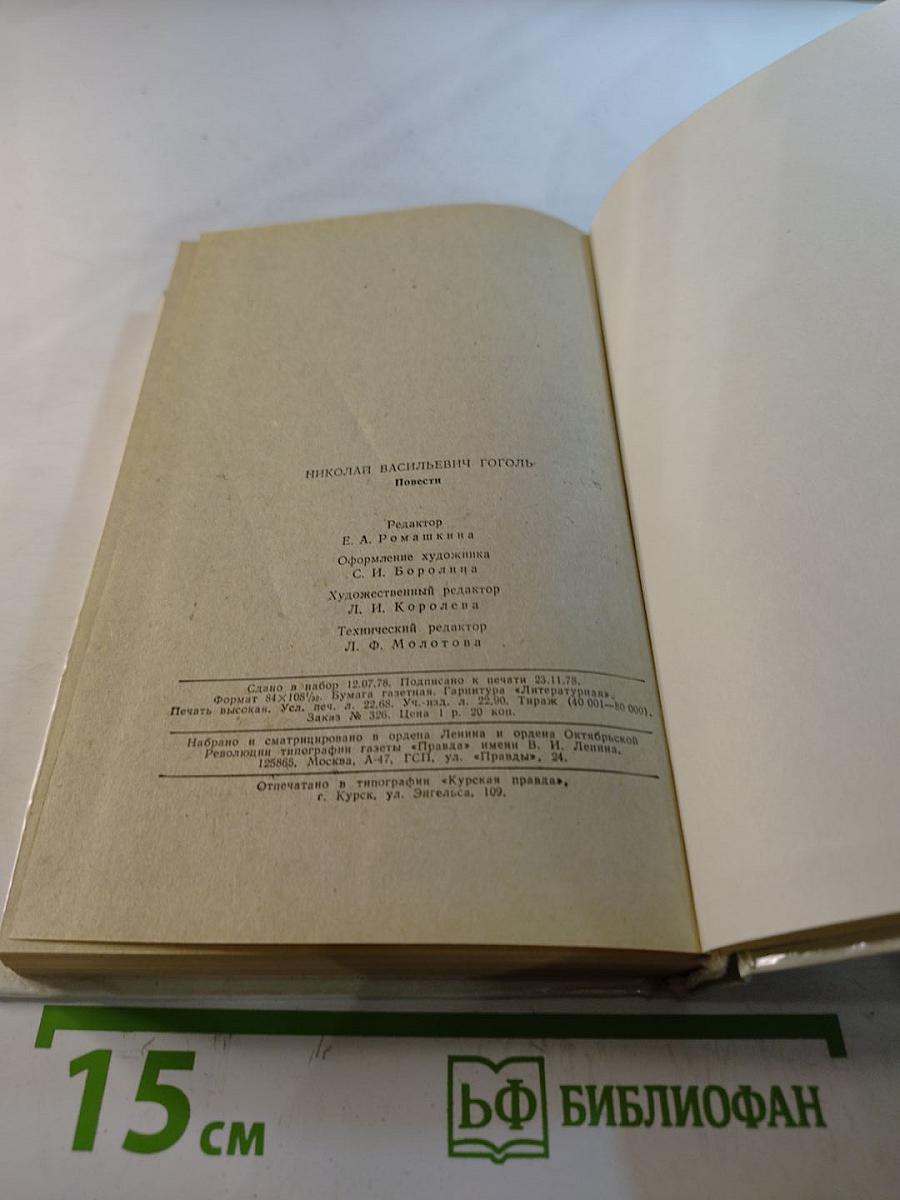 НИКОЛАЙ ВАСИЛЬЕВИЧ ГОГОЛЬ
Повести
Редактор
Е. А. Ромашкина
Оформление художника
С. И. Бородина
Художественный редактор
Л. И. Королева
Технический редактор
Л. Ф. Молотова
Сдано в набор 12.07.78. Подписано к печати 23.11.78.
Формат 84×108¹/₃₂. Бумага газетная. Гарнитура «Литературная».
Печать высокая. Усл. печ. л. 22,68. Уч.-изд. л. 22,90. Тираж (40 001—80 000).
Заказ № 326. Цена 1 р. 20 коп.
Набрано и сматрицировано в ордена Ленина и ордена Октябрьской
Революции типографии газеты «Правда» имени В. И. Ленина,
125865, Москва, А-47, ГСП, ул. «Правды», 24.
Отпечатано в типографии «Курская правда»,
г. Курск, ул. Энгельса, 109.
15 см
БФ БИБЛИОФАН